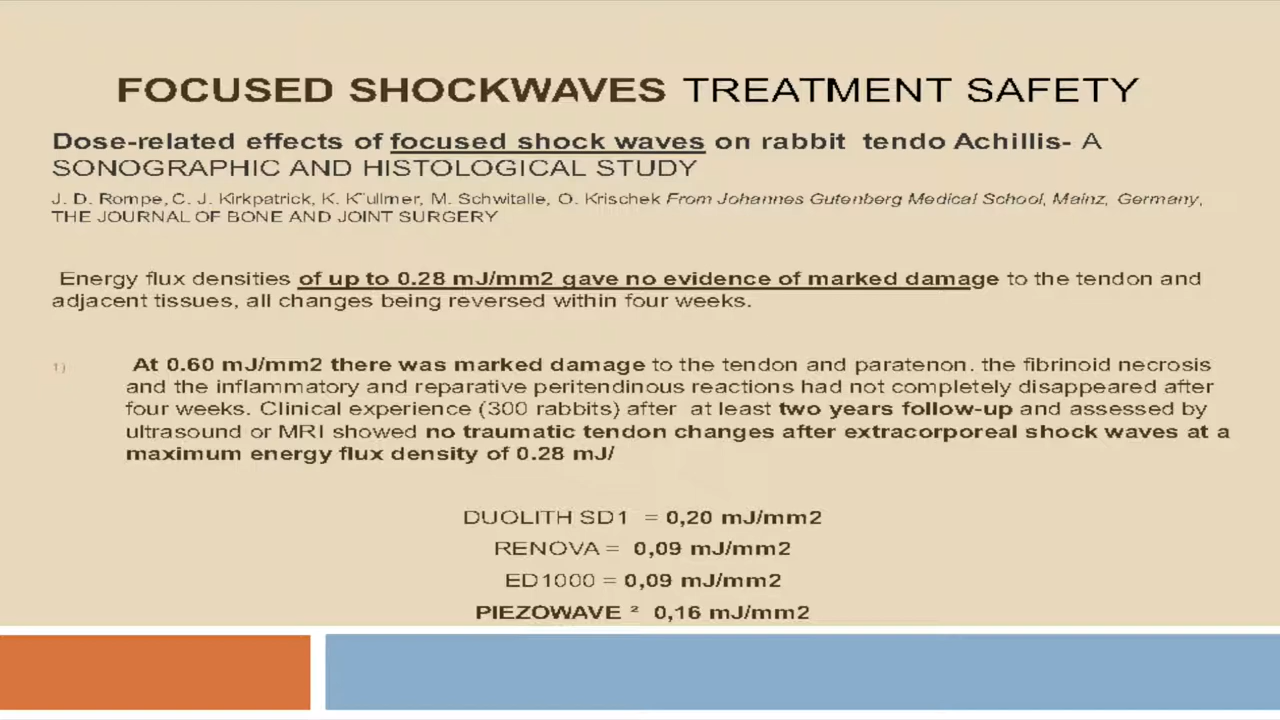 FOCUSED SHOCKWAVES TREATMENT SAFETY
Dose-related effects of focused shock waves on rabbit tendo Achillis- A
SONOGRAPHIC AND HISTOLOGICAL STUDY
J. D. Rompe, C. J. Kirkpatrick, K. K¨ullmer, M. Schwitalle, O. Krischek From Johannes Gutenberg Medical School, Mainz, Germany,
THE JOURNAL OF BONE AND JOINT SURGERY
Energy flux densities of up to 0.28 mJ/mm2 gave no evidence of marked damage to the tendon and
adjacent tissues, all changes being reversed within four weeks.
1) At 0.60 mJ/mm2 there was marked damage to the tendon and paratenon. the fibrinoid necrosis
and the inflammatory and reparative peritendinous reactions had not completely disappeared after
four weeks. Clinical experience (300 rabbits) after at least two years follow-up and assessed by
ultrasound or MRI showed no traumatic tendon changes after extracorporeal shock waves at a
maximum energy flux density of 0.28 mJ/
DUOLITH SD1 = 0,20 mJ/mm2
RENOVA = 0,09 mJ/mm2
ED1000 = 0,09 mJ/mm2
PIEZOWAVE ² 0,16 mJ/mm2